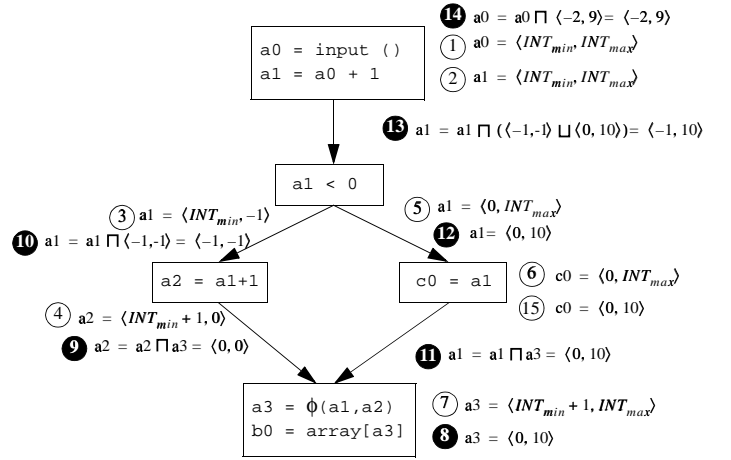 14 a0 = a0 ⊓ ⟨-2, 9⟩= ⟨-2, 9⟩
a0 = input ()
1 a0 = ⟨INTmin, INTmax⟩
a1 = a0 + 1
2 a1 = ⟨INTmin, INTmax⟩
13 a1 = a1 ⊓ (⟨-1,-1⟩ ⊔ ⟨0, 10⟩)= ⟨-1, 10⟩
a1 < 0
3 a1 = ⟨INTmin, -1⟩
5 a1 = ⟨0, INTmax⟩
10 a1 = a1 ⊓ ⟨-1,-1⟩ = ⟨-1, -1⟩
12 a1= ⟨0, 10⟩
a2 = a1+1
c0 = a1
6 c0 = ⟨0, INTmax⟩
15 c0 = ⟨0, 10⟩
4 a2 = ⟨INTmin + 1, 0⟩
9 a2 = a2 ⊓ a3 = ⟨0, 0⟩
11 a1 = a1 ⊓ a3 = ⟨0, 10⟩
a3 = ϕ(a1,a2)
7 a3 = ⟨INTmin + 1, INTmax⟩
b0 = array[a3]
8 a3 = ⟨0, 10⟩